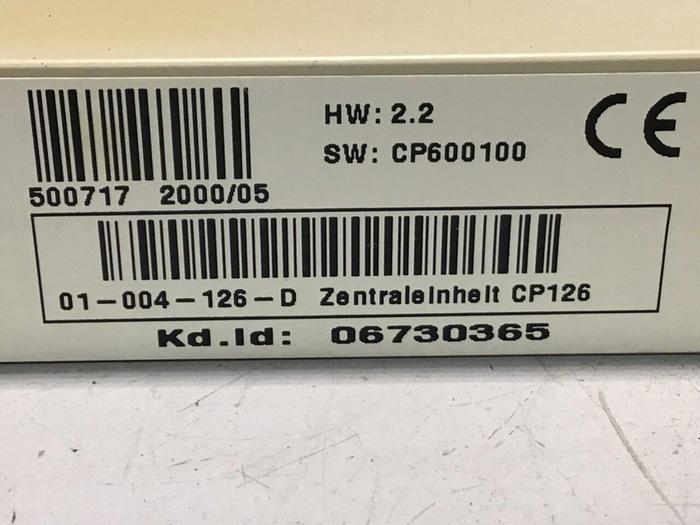 HW: 2.2
CE
SW: CP600100
500717 2000/05
01-004-126-D Zentraleinheit CP126
Kd.Id: 06730365